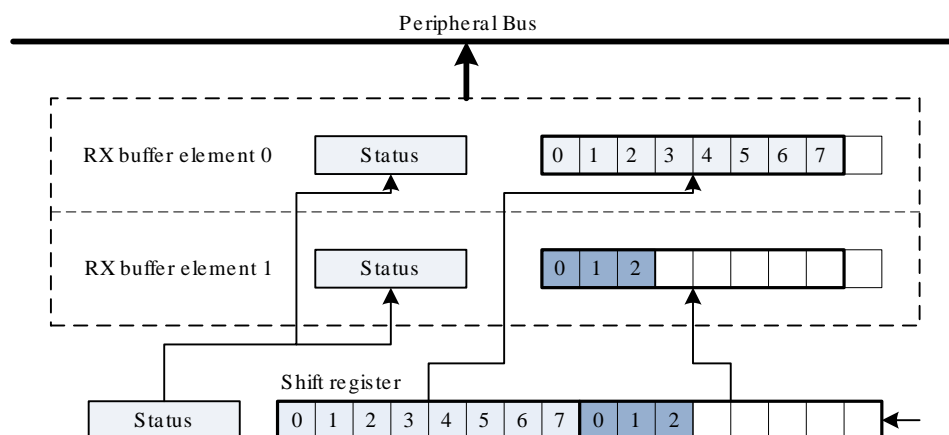 Peripheral Bus
RX buffer element 0 Status 0 1 2 3 4 5 6 7
RX buffer element 1 Status 0 1 2
Shift register
Status 0 1 2 3 4 5 6 7 0 1 2